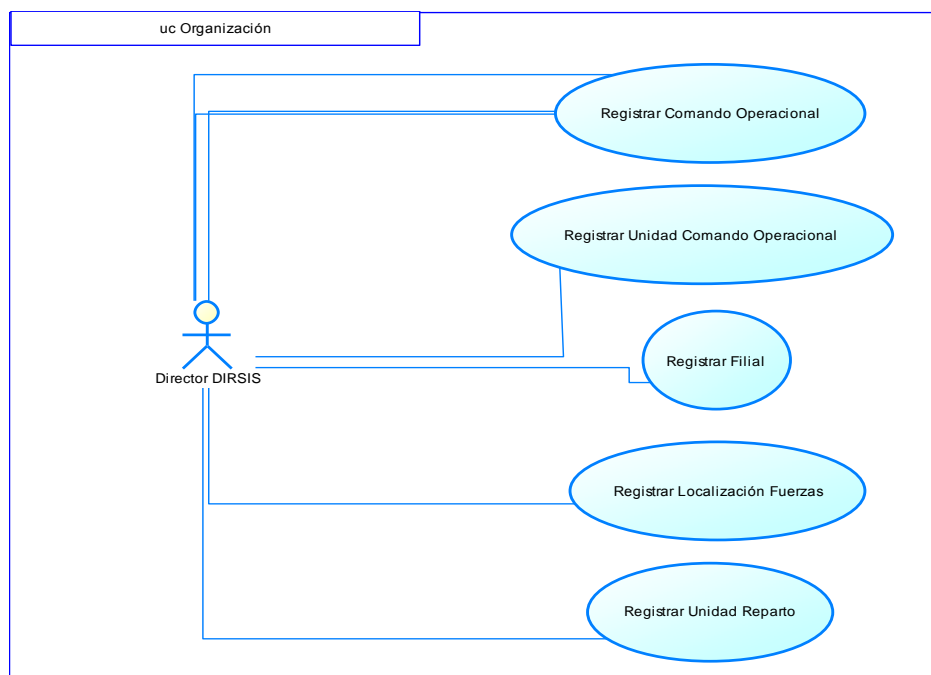 uc Organización
Registrar Comando Operacional
Registrar Unidad Comando Operacional
Registrar Filial
Director DIRSIS
Registrar Localización Fuerzas
Registrar Unidad Reparto